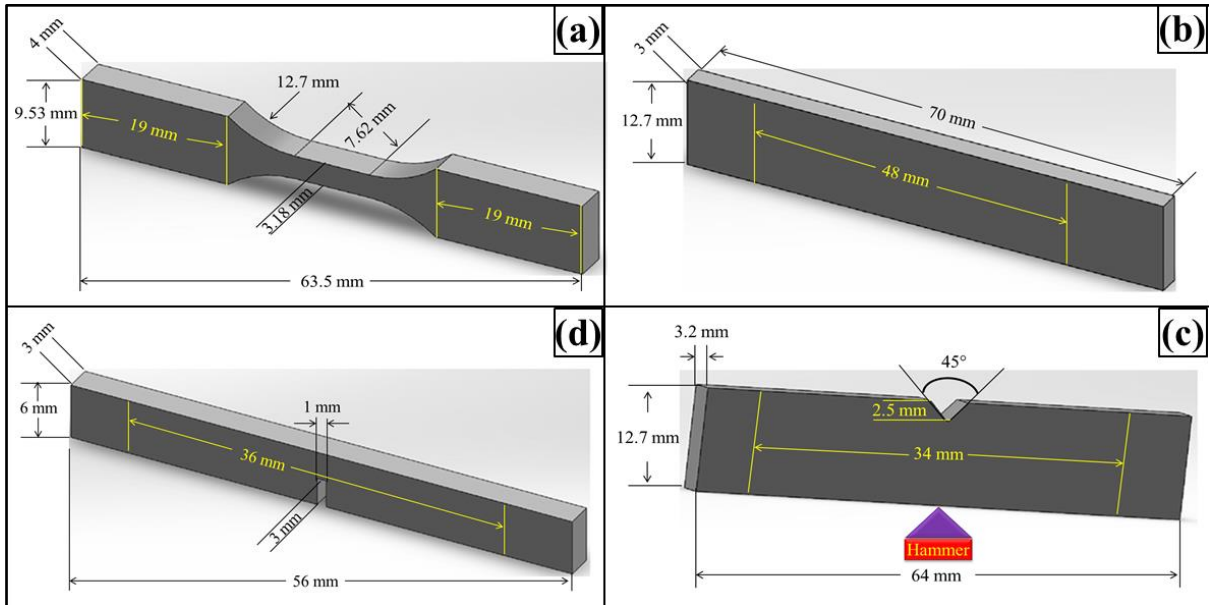 (a)
4 mm
9.53 mm
12.7 mm
7.62 mm
19 mm
3.18 mm
19 mm
63.5 mm
(b)
3 mm
12.7 mm
70 mm
48 mm
(d)
3 mm
6 mm
1 mm
36 mm
3 mm
56 mm
(c)
3.2 mm
45°
2.5 mm
12.7 mm
34 mm
Hammer
64 mm